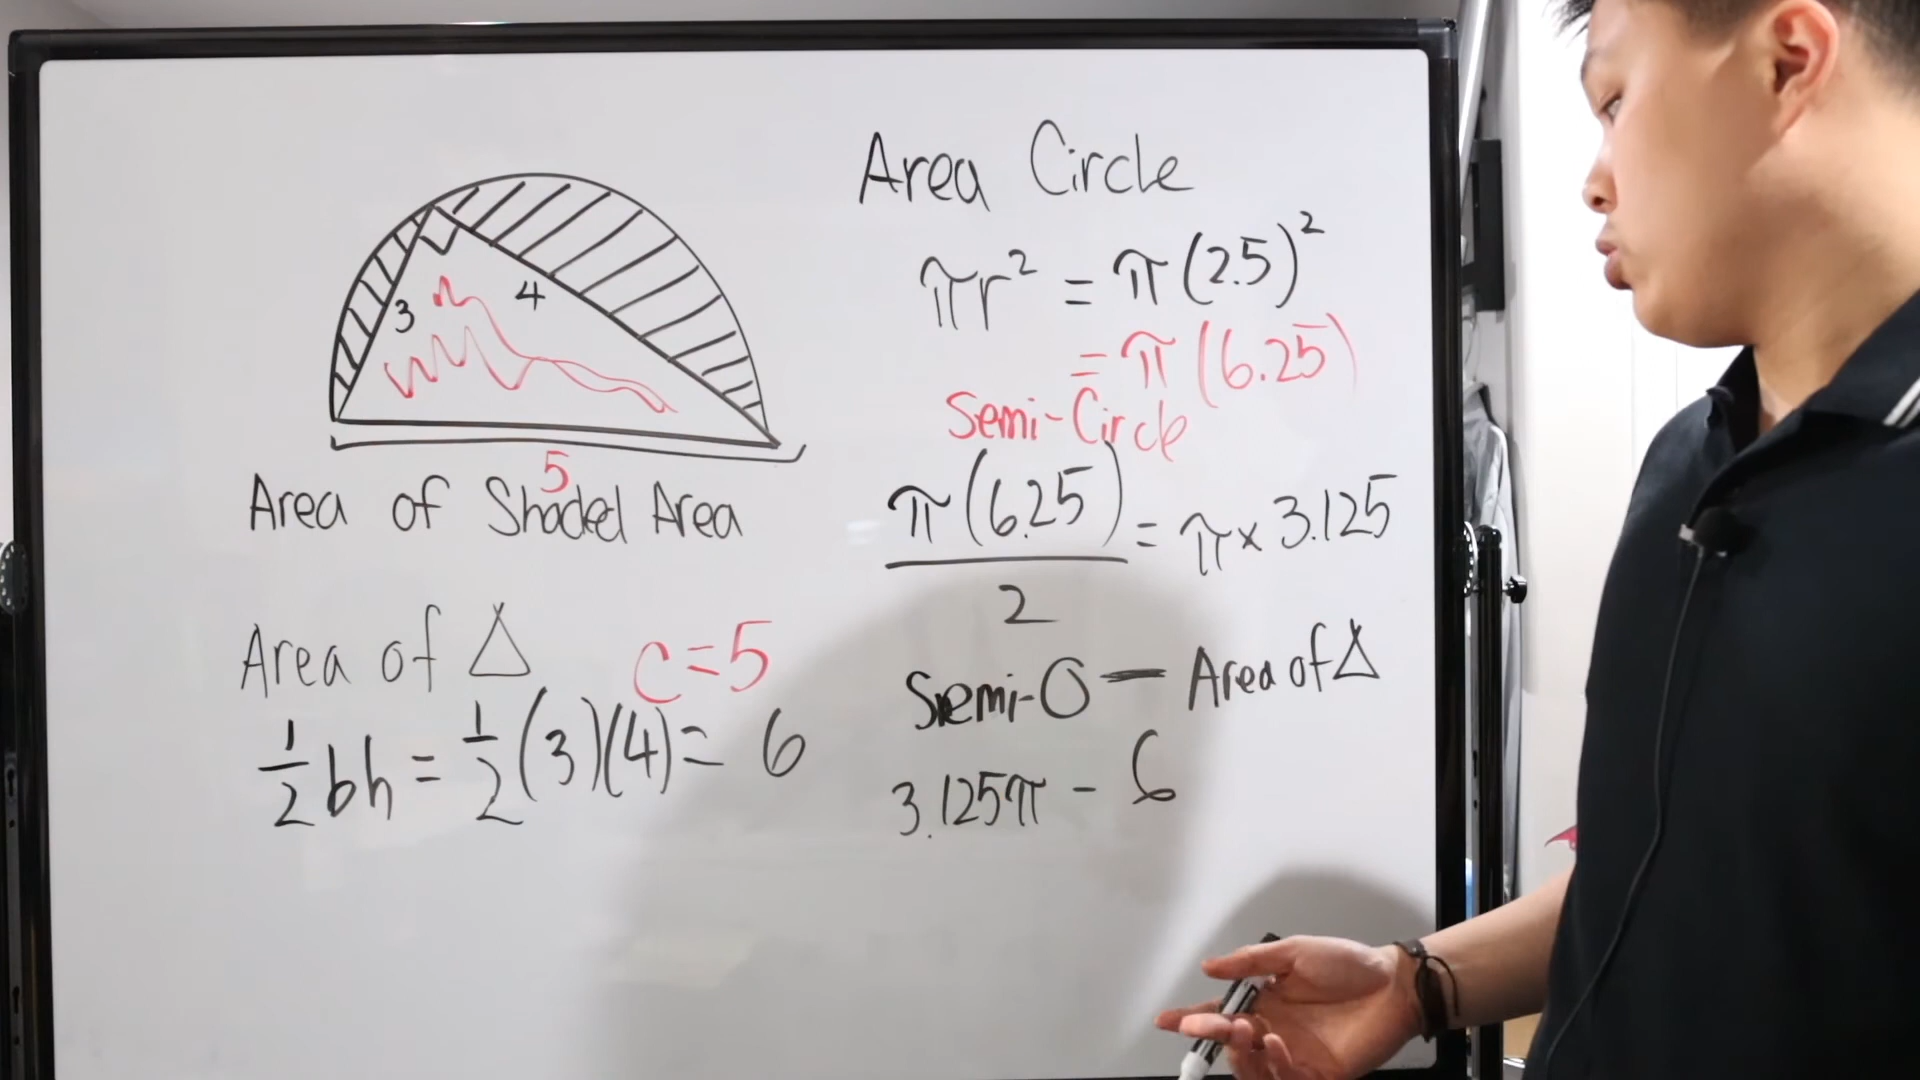 3
4
5
Area of Shaded Area
Area of △
c=5
½bh = ½(3)(4) = 6
Area Circle
πr² = π(2.5)²
= π(6.25)
Semi-Circle
π(6.25)/2 = π× 3.125
Semi-O — Area of △
3.125π - 6